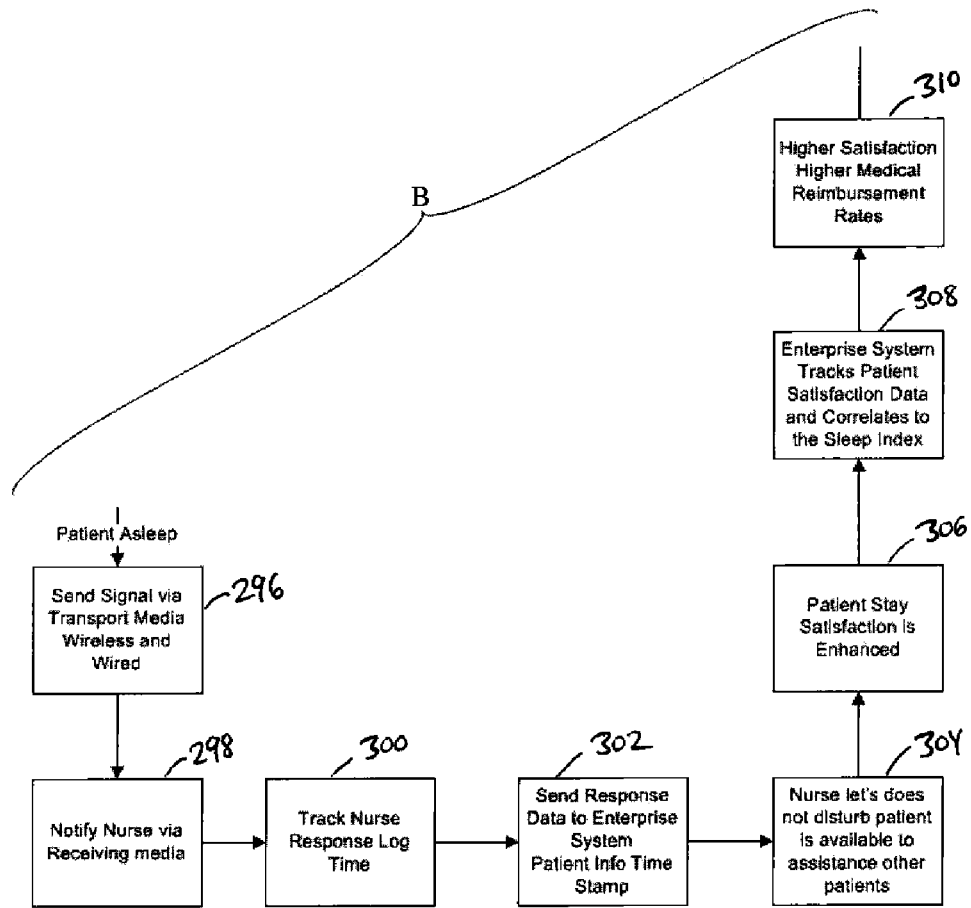 B
Patient Asleep
Send Signal via
Transport Media
Wireless and
Wired
296
Notify Nurse via
Receiving media
298
Track Nurse
Response Log
Time
300
Send Response
Data to Enterprise
System
Patient Info Time
Stamp
302
Nurse let's does
not disturb patient
is available to
assistance other
patients
304
Patient Stay
Satisfaction is
Enhanced
306
Enterprise System
Tracks Patient
Satisfaction Data
and Correlates to
the Sleep Index
308
Higher Satisfaction
Higher Medical
Reimbursement
Rates
310